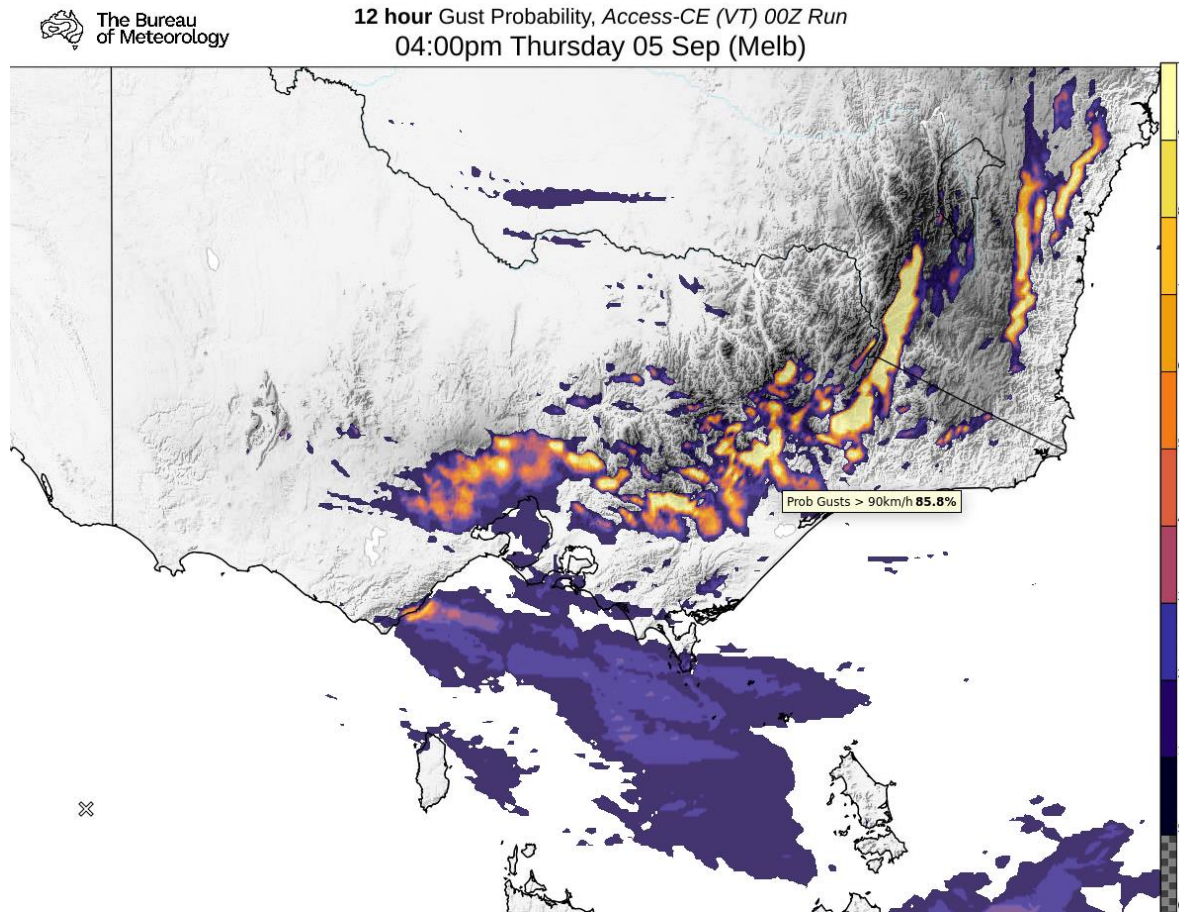 The Bureau
of Meteorology
12 hour Gust Probability, Access-CE (VT) 00Z Run
04:00pm Thursday 05 Sep (Melb)
Prob Gusts > 90km/h 85.8%